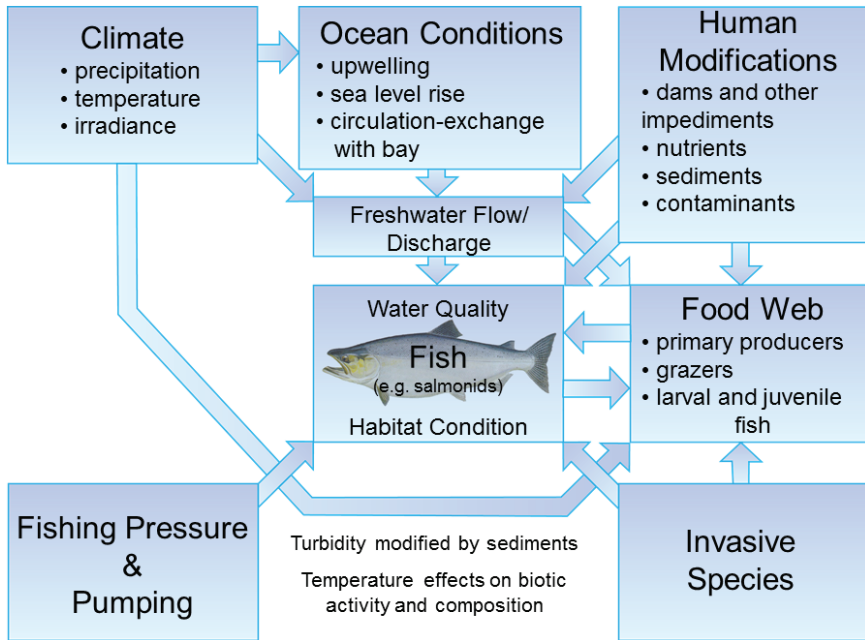 Climate
• precipitation
• temperature
• irradiance
Ocean Conditions
• upwelling
• sea level rise
• circulation-exchange
with bay
Human
Modifications
• dams and other
impediments
• nutrients
• sediments
• contaminants
Freshwater Flow/
Discharge
Water Quality
Fish
(e.g. salmonids)
Habitat Condition
Food Web
• primary producers
• grazers
• larval and juvenile
fish
Fishing Pressure
&
Pumping
Turbidity modified by sediments
Temperature effects on biotic
activity and composition
Invasive
Species